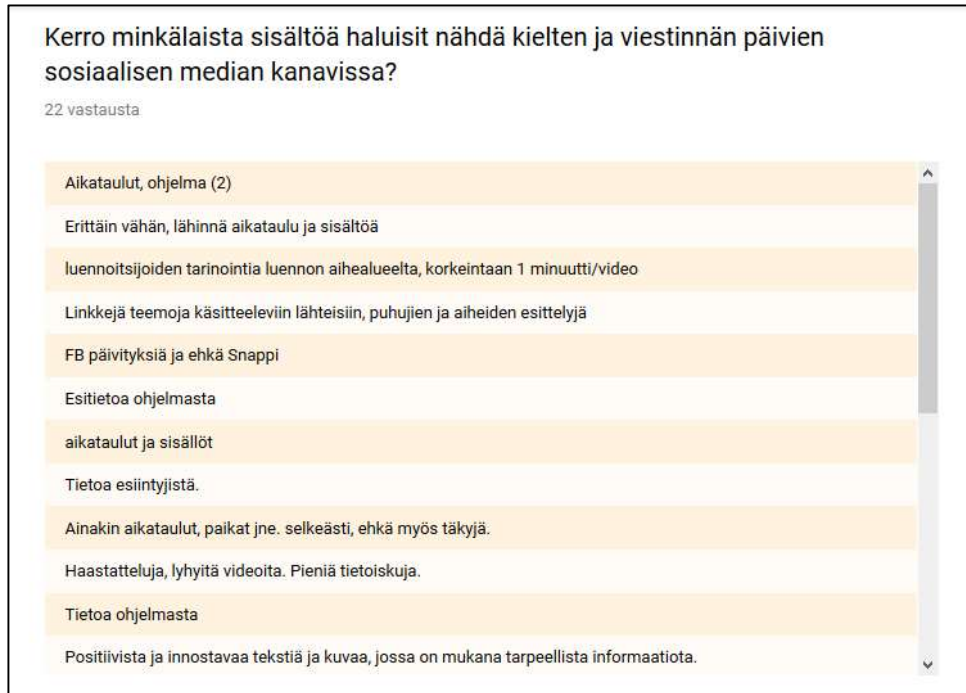 Kerro minkälaista sisältöä haluisit nähdä kielten ja viestinnän päivien
sosiaalisen median kanavissa?
22 vastausta
Aikataulut, ohjelma (2)
Erittäin vähän, lähinnä aikataulu ja sisältöä
luennoitsijoiden tarinointia luennon aihealueelta, korkeintaan 1 minuutti/video
Linkkejä teemoja käsitteeleviin lähteisiin, puhujien ja aiheiden esittelyjä
FB päivityksiä ja ehkä Snappi
Esitietoa ohjelmasta
aikataulut ja sisällöt
Tietoa esiintyjistä.
Ainakin aikataulut, paikat jne. selkeästi, ehkä myös täkyjä.
Haastatteluja, lyhyitä videoita. Pieniä tietoiskuja.
Tietoa ohjelmasta
Positiivista ja innostavaa tekstiä ja kuvaa, jossa on mukana tarpeellista informaatiota.